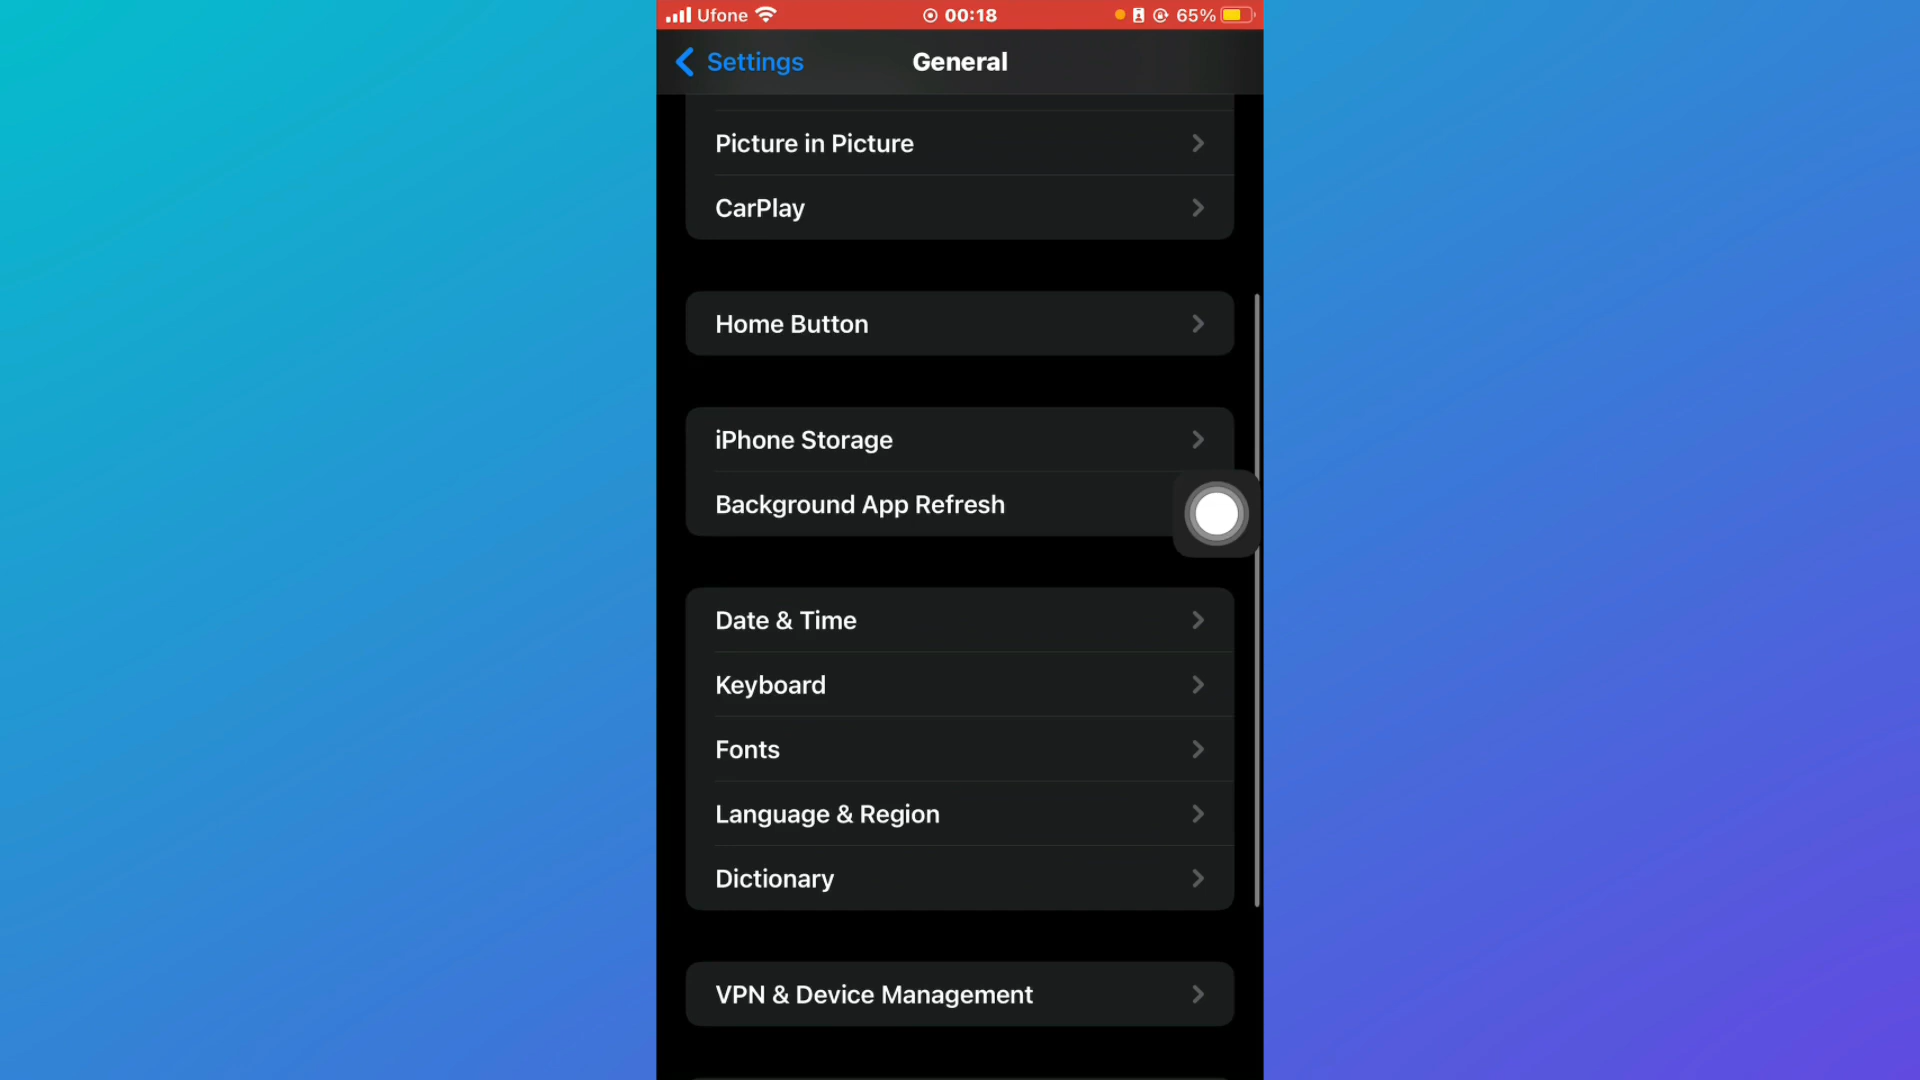 Ufone 00:18 65%
Settings General
Picture in Picture
CarPlay
Home Button
iPhone Storage
Background App Refresh
Date & Time
Keyboard
Fonts
Language & Region
Dictionary
VPN & Device Management